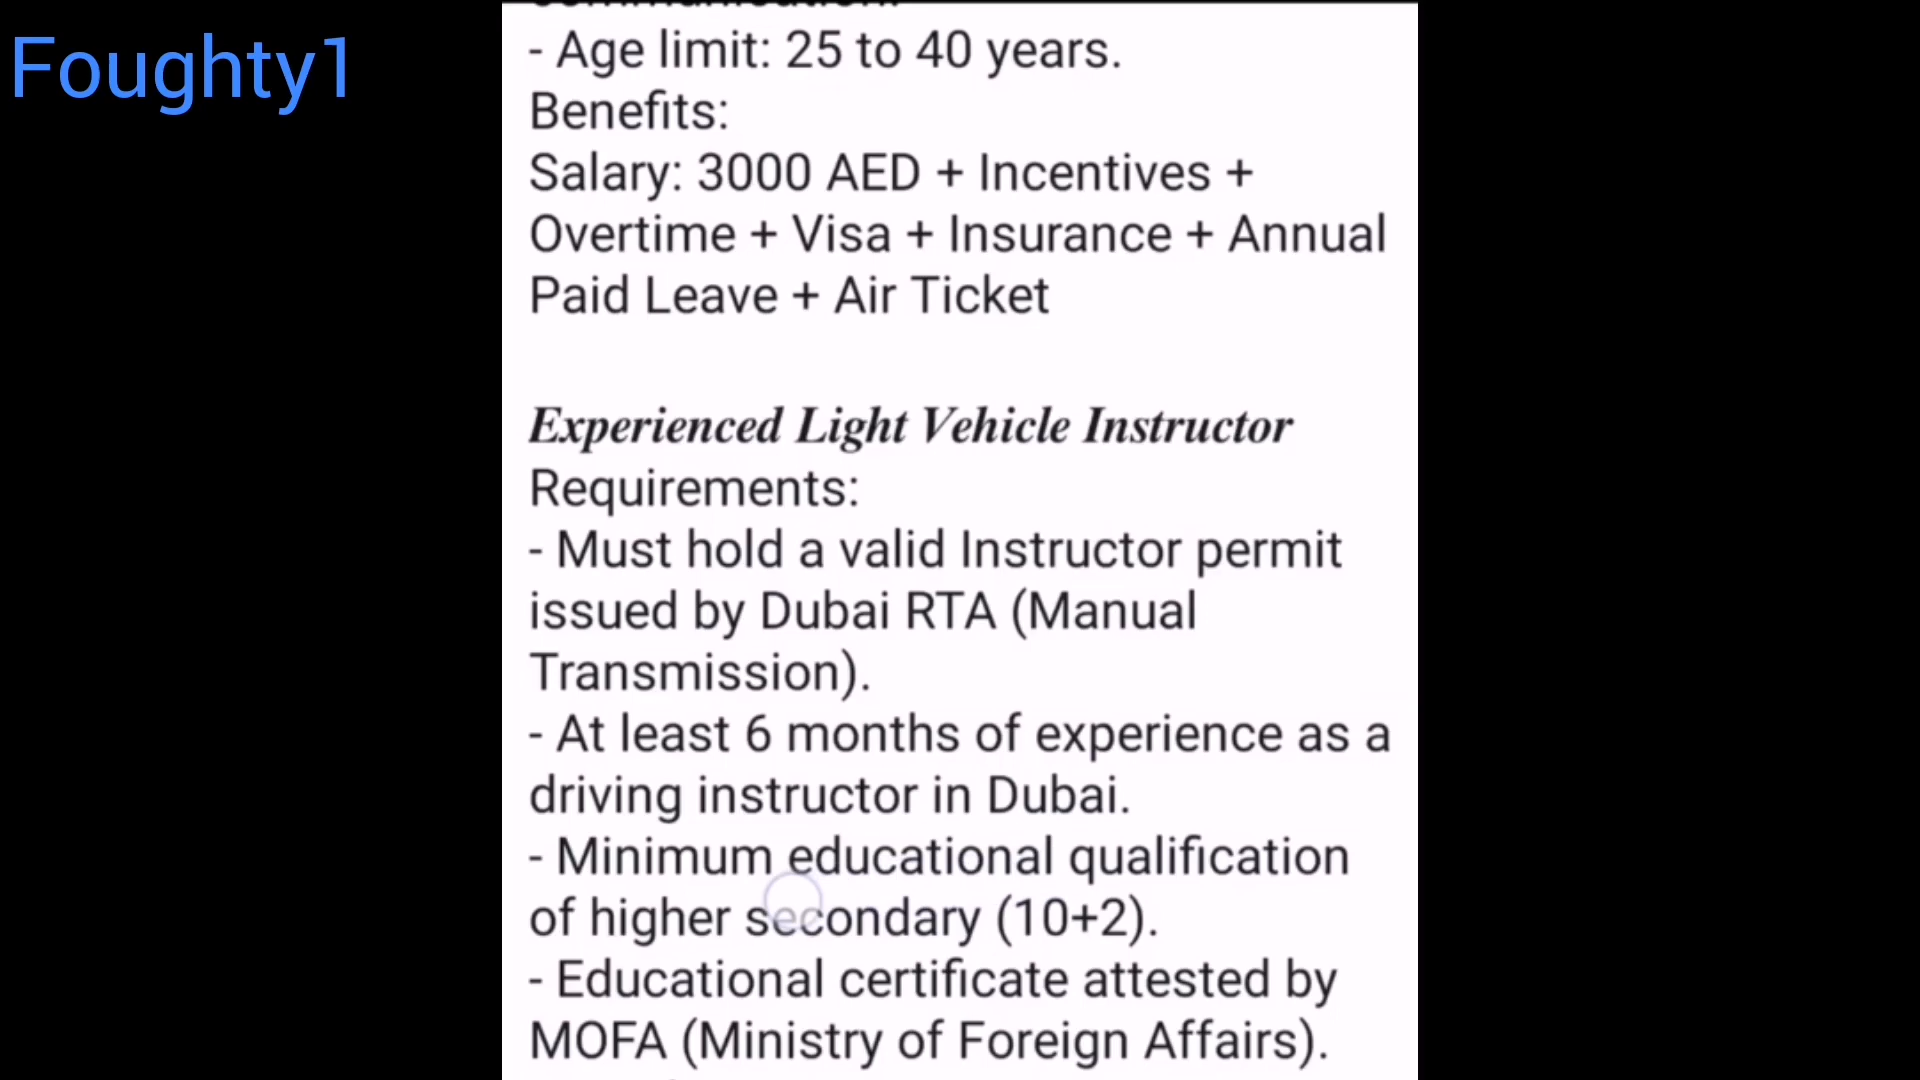 Foughty1
- Age limit: 25 to 40 years.
Benefits:
Salary: 3000 AED + Incentives +
Overtime + Visa + Insurance + Annual
Paid Leave + Air Ticket
Experienced Light Vehicle Instructor
Requirements:
- Must hold a valid Instructor permit
issued by Dubai RTA (Manual
Transmission).
- At least 6 months of experience as a
driving instructor in Dubai.
- Minimum educational qualification
of higher secondary (10+2).
- Educational certificate attested by
MOFA (Ministry of Foreign Affairs).